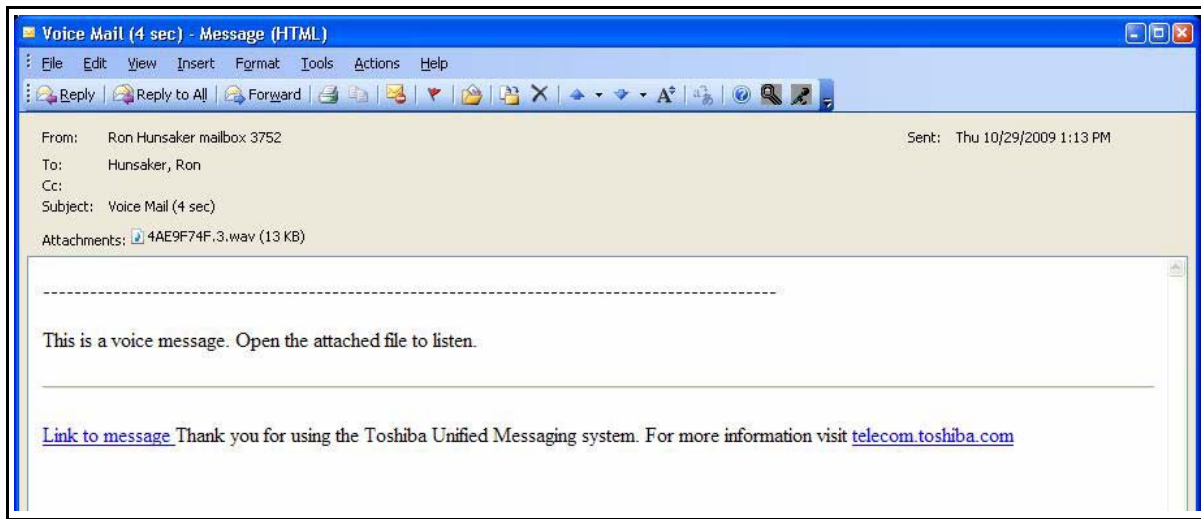 Voice Mail (4 sec) - Message (HTML)
File Edit View Insert Format Tools Actions Help
Reply Reply to All Forward
From: Ron Hunsaker mailbox 3752 Sent: Thu 10/29/2009 1:13 PM
To: Hunsaker, Ron
Cc:
Subject: Voice Mail (4 sec)
Attachments: 4AE9F74F.3.wav (13 KB)
----------------------------------------------------------------------------------------------
This is a voice message. Open the attached file to listen.
Link to message Thank you for using the Toshiba Unified Messaging system. For more information visit telecom.toshiba.com